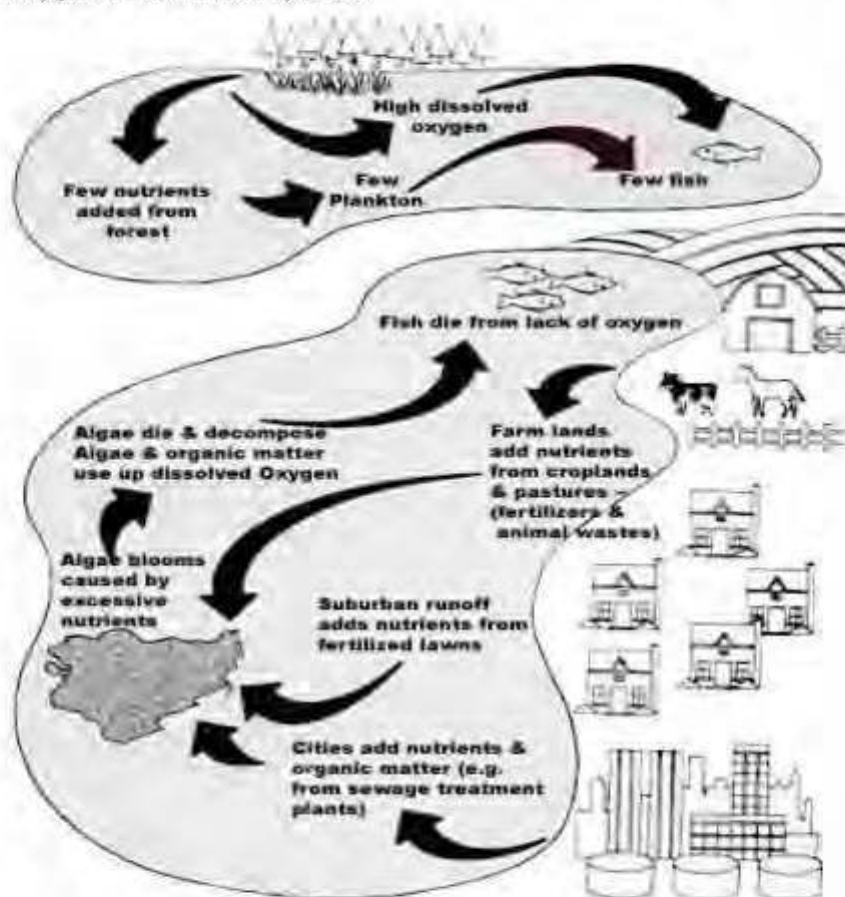 High dissolved
oxygen
Few nutrients
added from
forest
Few
Plankton
Few fish
Fish die from lack of oxygen
Algae die & decompose
Algae & organic matter
use up dissolved Oxygen
Farm lands
add nutrients
from croplands
& pastures –
(fertilizers &
animal wastes)
Algae blooms
caused by
excessive
nutrients
Suburban runoff
adds nutrients from
fertilized lawns
Cities add nutrients &
organic matter (e.g.
from sewage treatment
plants)